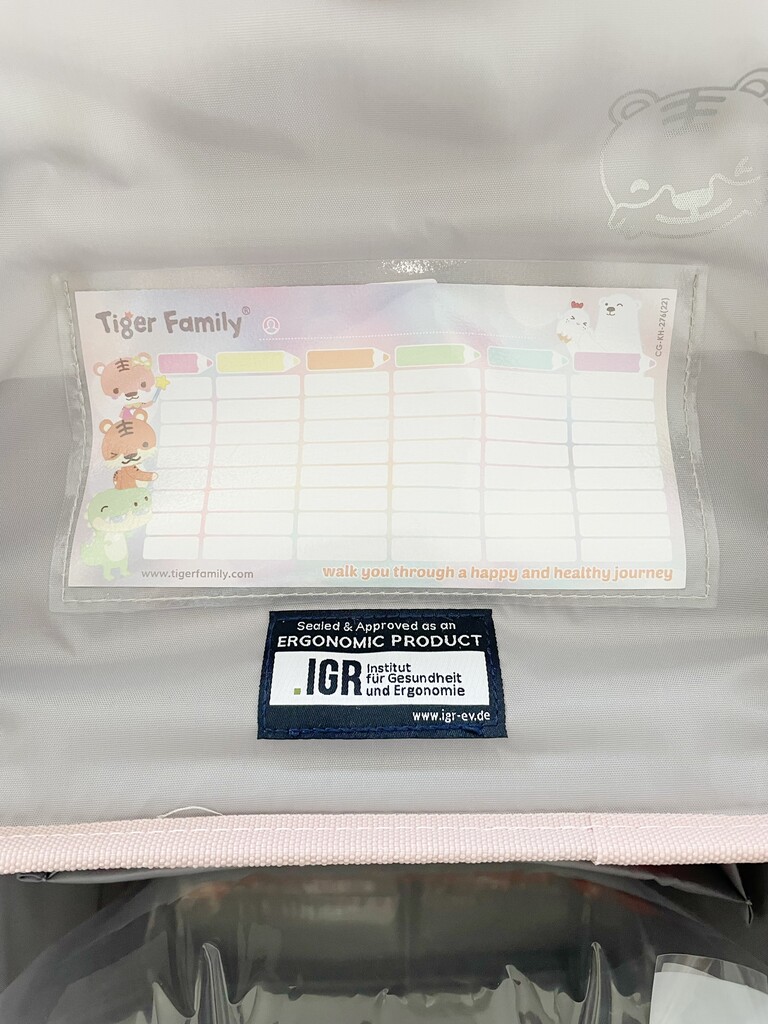 Tiger Family®
CG-KH-276(22)
www.tigerfamily.com
walk you through a happy and healthy journey
Sealed & Approved as an
ERGONOMIC PRODUCT
.IGR
Institut
für Gesundheit
und Ergonomie
www.igr-ev.de